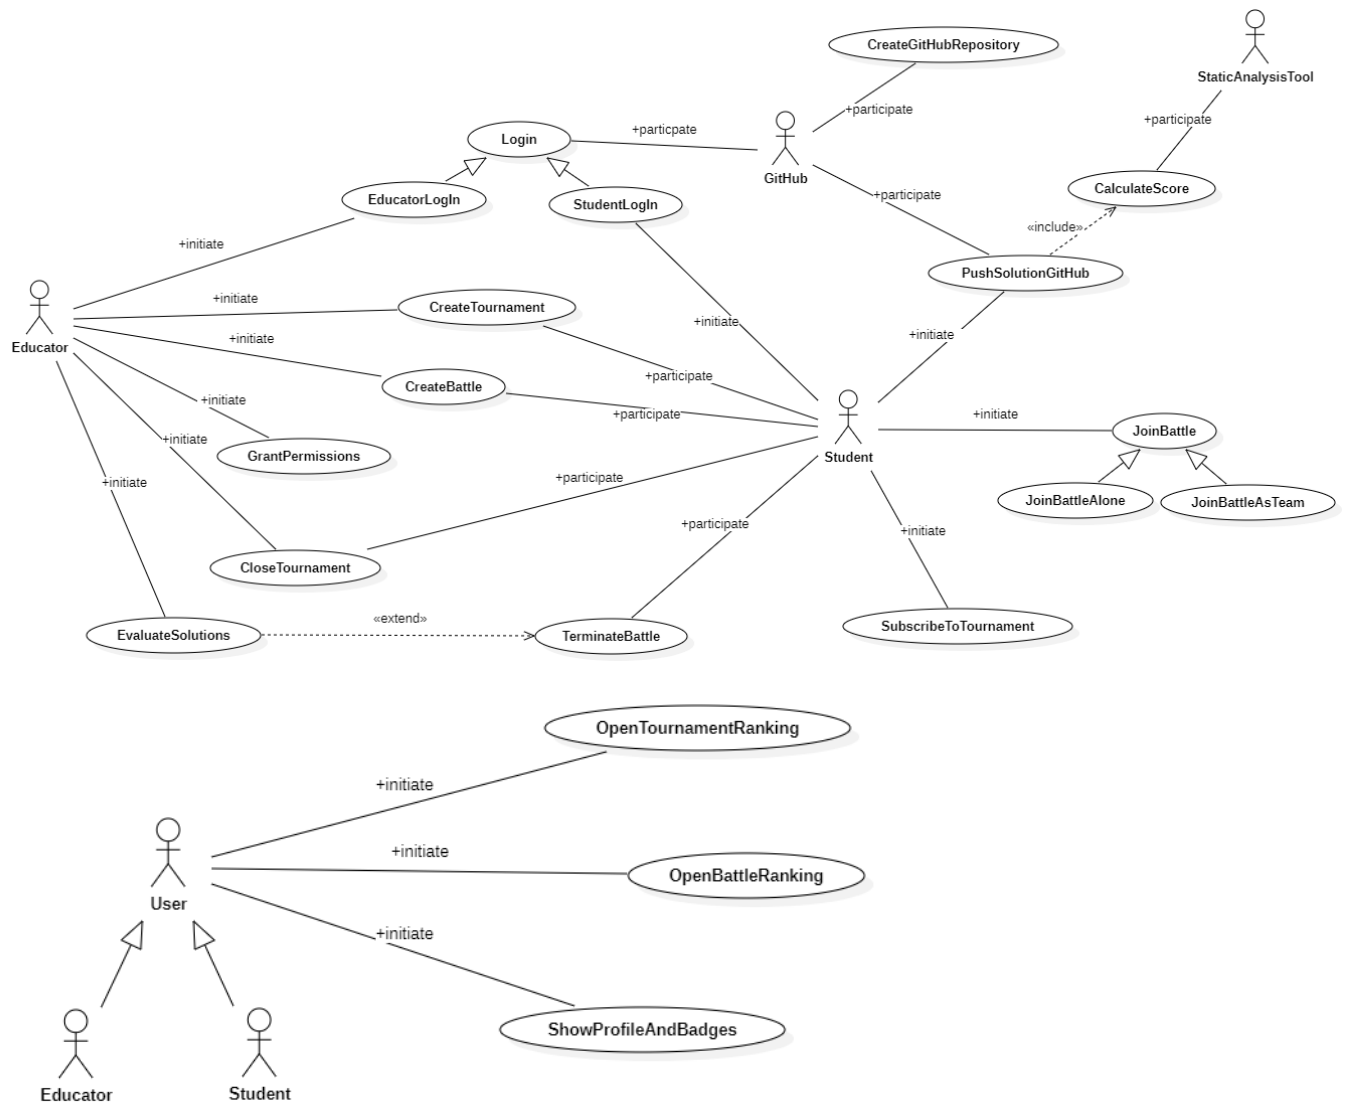 CreateGitHubRepository
StaticAnalysisTool
+participate
+participate
Login
+particpate
GitHub
CalculateScore
EducatorLogIn
StudentLogIn
+participate
«include»
+initiate
PushSolutionGitHub
+initiate
CreateTournament
+initiate
+initiate
Educator
+initiate
+participate
CreateBattle
+initiate
+participate
+initiate
JoinBattle
+initiate
GrantPermissions
Student
+initiate
+participate
JoinBattleAlone
JoinBattleAsTeam
+participate
+initiate
CloseTournament
«extend»
SubscribeToTournament
EvaluateSolutions
TerminateBattle
OpenTournamentRanking
+initiate
+initiate
OpenBattleRanking
User
+initiate
ShowProfileAndBadges
Educator
Student